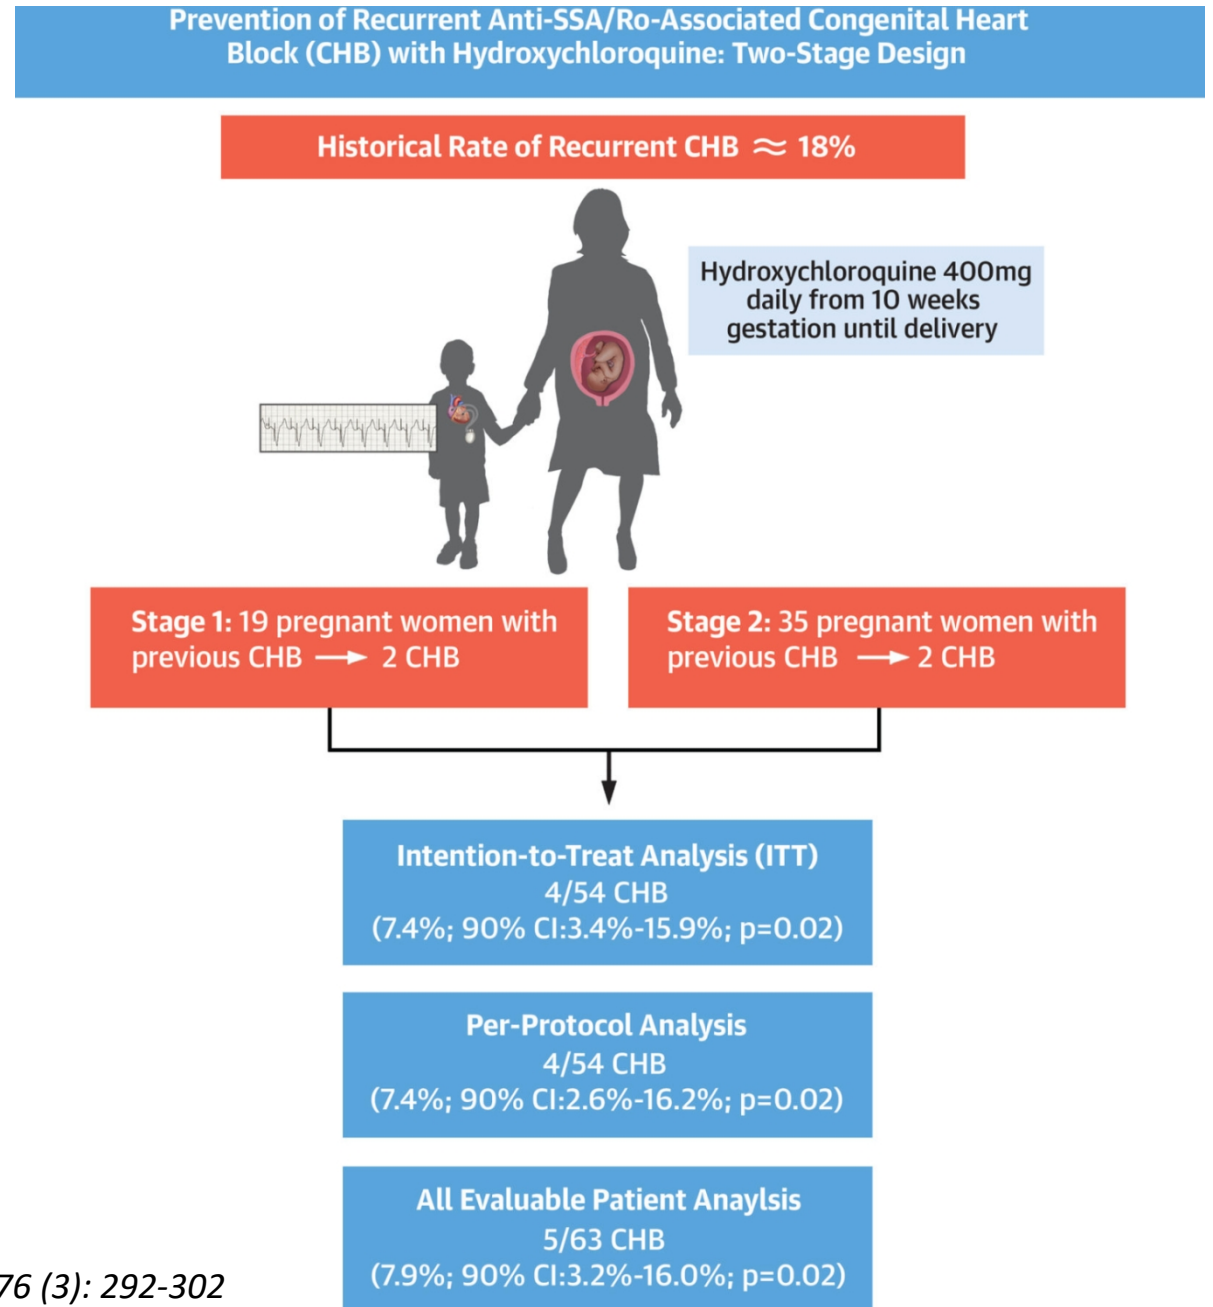 Prevention of Recurrent Anti-SSA/Ro-Associated Congenital Heart
Block (CHB) with Hydroxychloroquine: Two-Stage Design
Historical Rate of Recurrent CHB ≈ 18%
Hydroxychloroquine 400mg
daily from 10 weeks
gestation until delivery
Stage 1: 19 pregnant women with
previous CHB → 2 CHB
Stage 2: 35 pregnant women with
previous CHB → 2 CHB
Intention-to-Treat Analysis (ITT)
4/54 CHB
(7.4%; 90% CI:3.4%-15.9%; p=0.02)
Per-Protocol Analysis
4/54 CHB
(7.4%; 90% CI:2.6%-16.2%; p=0.02)
All Evaluable Patient Anaylsis
5/63 CHB
(7.9%; 90% CI:3.2%-16.0%; p=0.02)
76 (3): 292-302